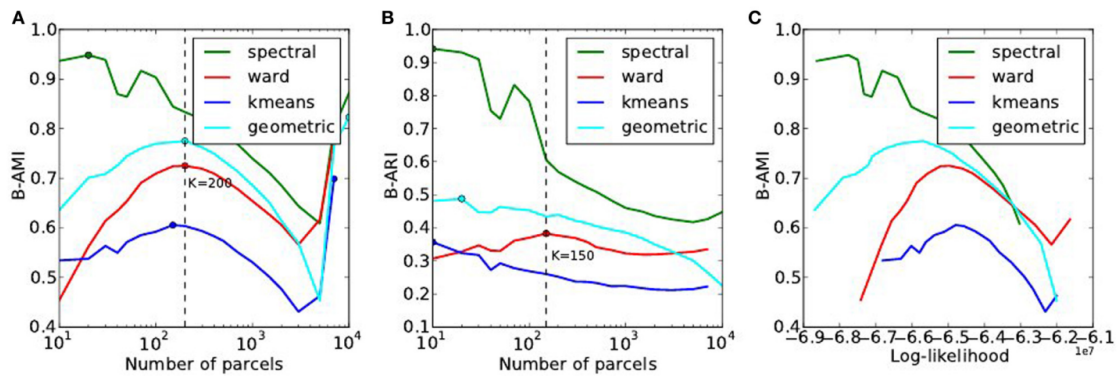 A
B-AMI
1.0
0.9
0.8
0.7
0.6
0.5
0.4
spectral
ward
kmeans
geometric
K=200
10^1
10^2
10^3
10^4
Number of parcels
B
B-ARI
1.0
0.9
0.8
0.7
0.6
0.5
0.4
0.3
0.2
spectral
ward
kmeans
geometric
K=150
10^1
10^2
10^3
10^4
Number of parcels
C
B-AMI
1.0
0.9
0.8
0.7
0.6
0.5
0.4
spectral
ward
kmeans
geometric
−6.9 −6.8 −6.7 −6.6 −6.5 −6.4 −6.3 −6.2 −6.1
1e7
Log-likelihood